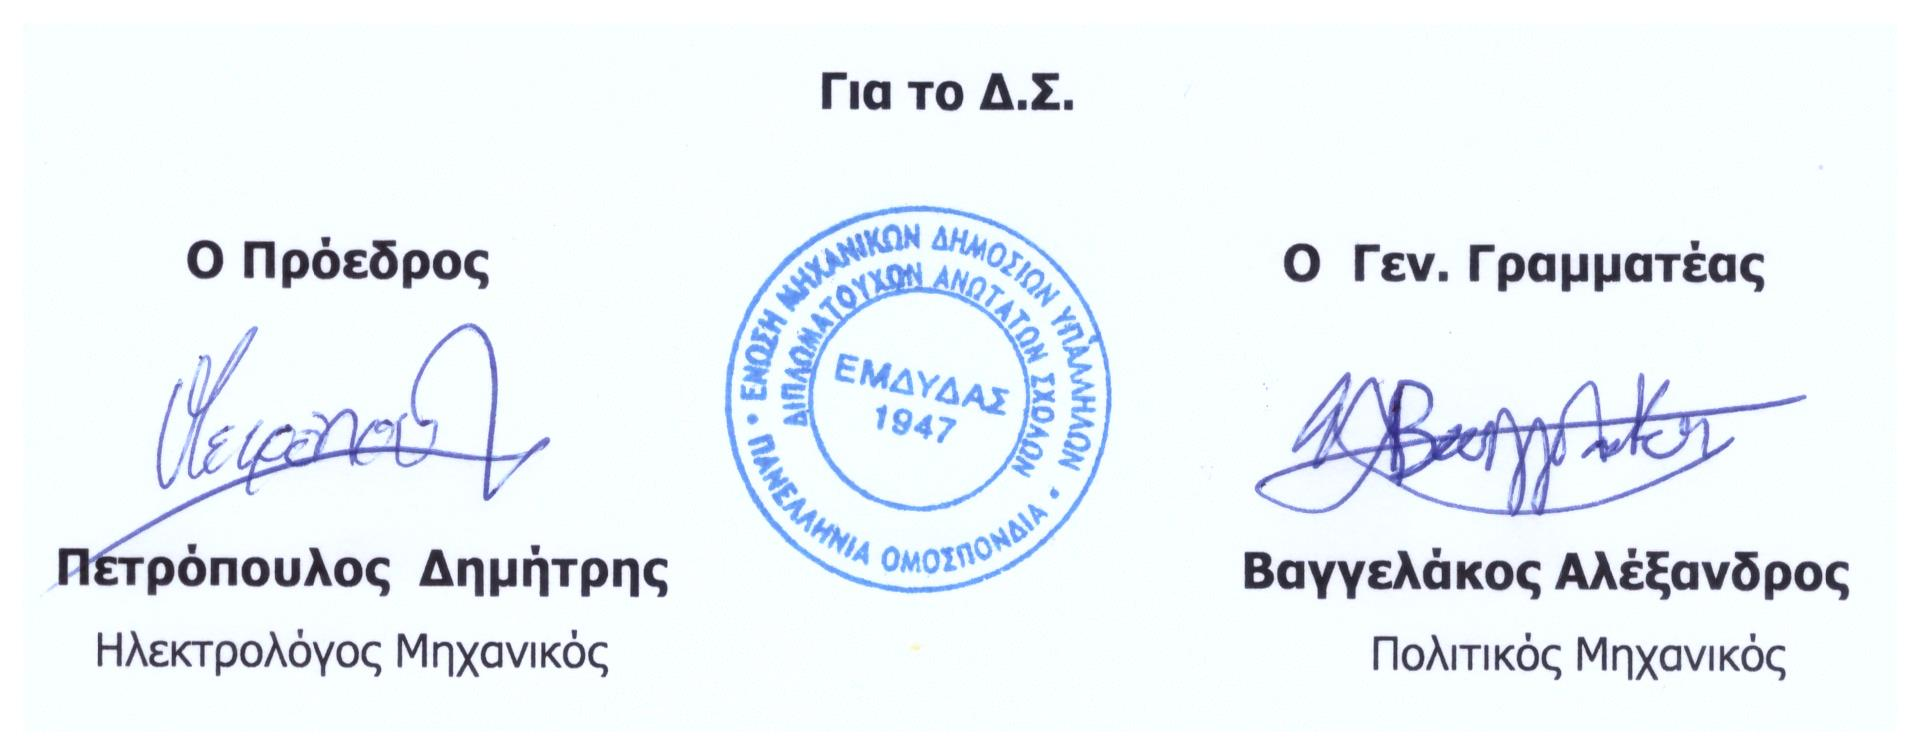 Για το Δ.Σ.
Ο Πρόεδρος
Ο Γεν. Γραμματέας
ΕΝΩΣΗ ΜΗΧΑΝΙΚΩΝ ΔΗΜΟΣΙΩΝ ΥΠΑΛΛΗΛΩΝ
ΔΙΠΛΩΜΑΤΟΥΧΩΝ ΑΝΩΤΑΤΩΝ ΣΧΟΛΩΝ
ΕΜΔΥΔΑΣ
1947
• ΠΑΝΕΛΛΗΝΙΑ ΟΜΟΣΠΟΝΔΙΑ •
Πετρόπουλος Δημήτρης
Βαγγελάκος Αλέξανδρος
Ηλεκτρολόγος Μηχανικός
Πολιτικός Μηχανικός